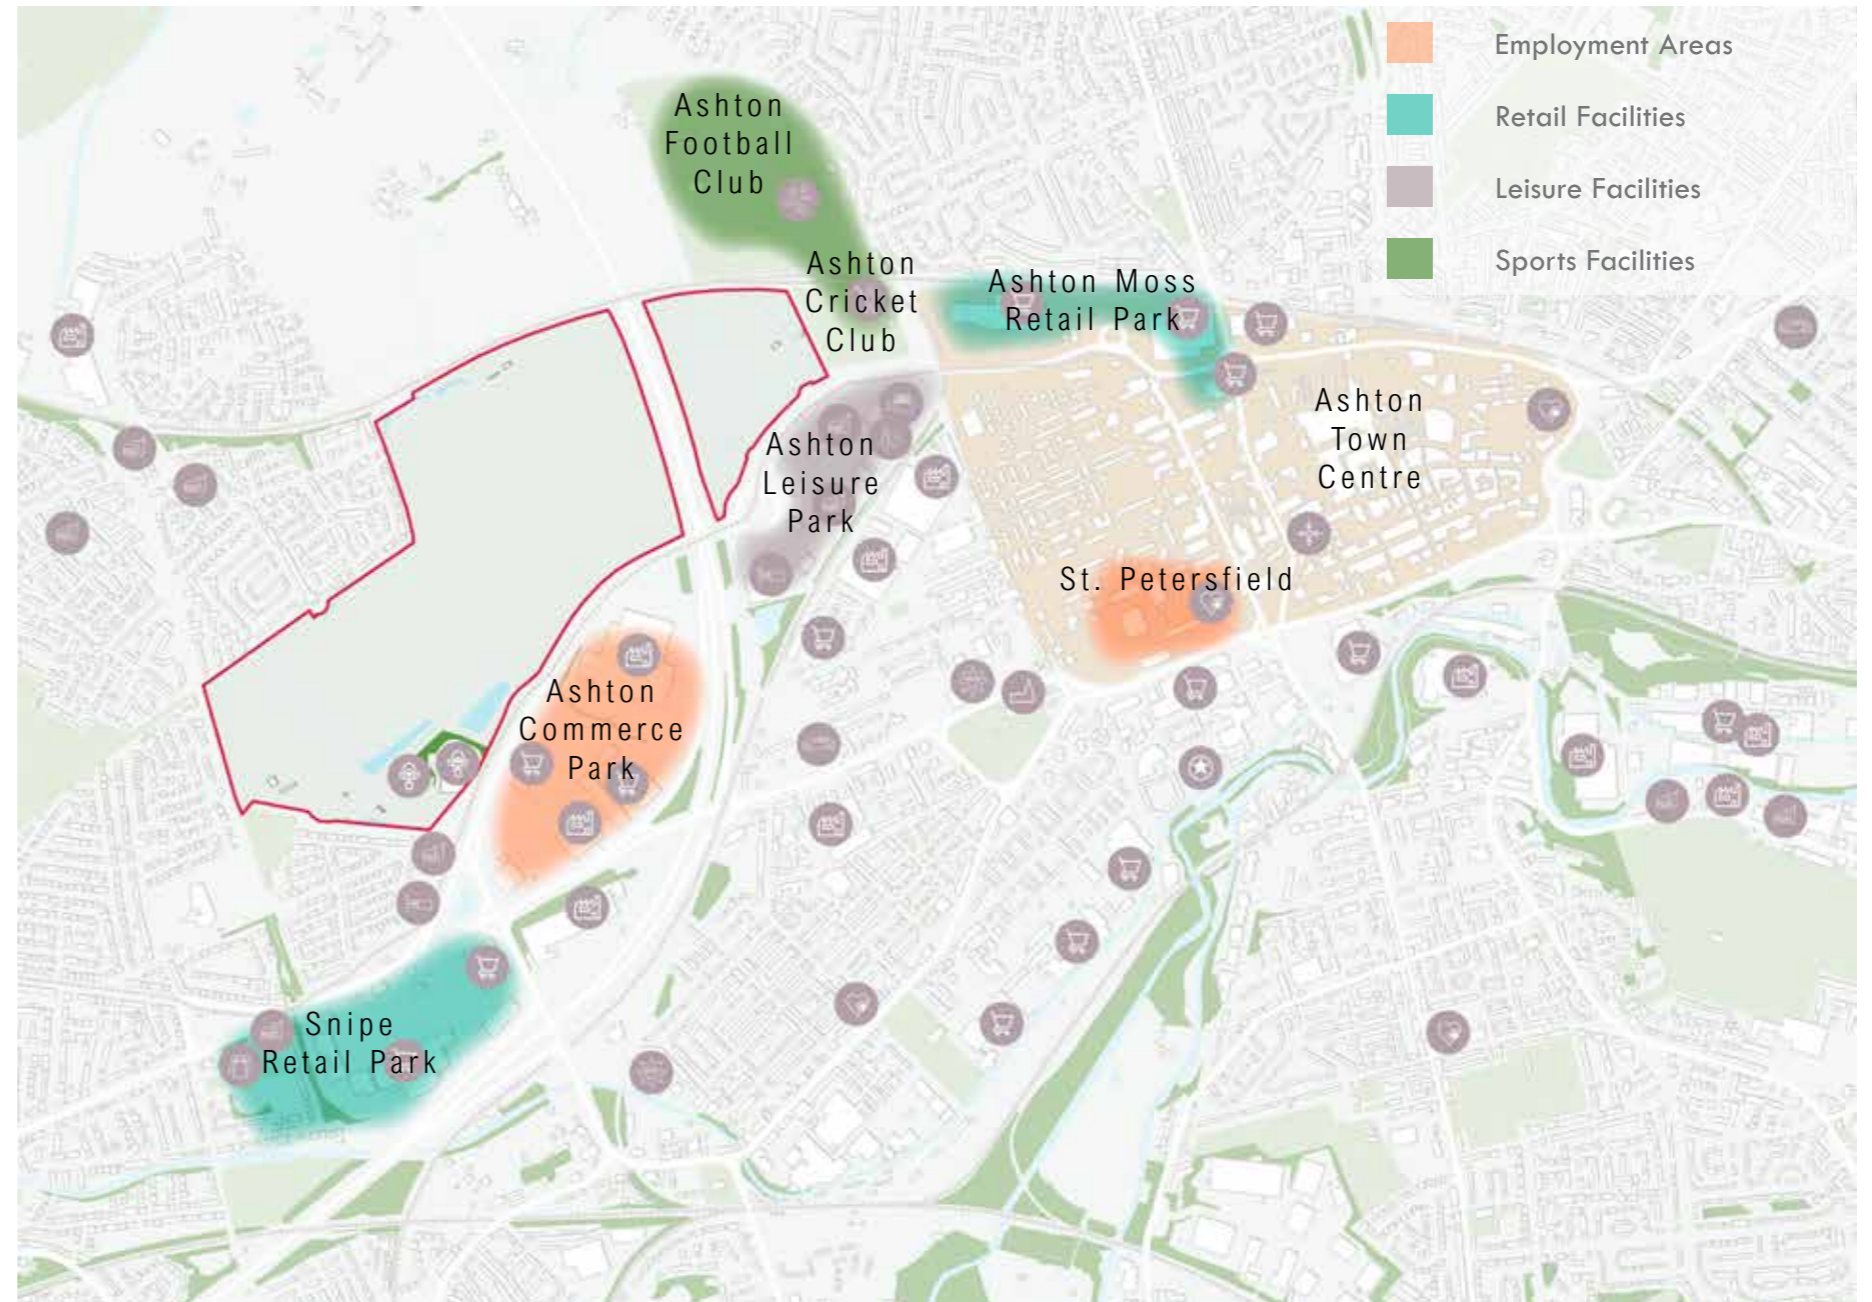 Employment Areas
Retail Facilities
Leisure Facilities
Sports Facilities
Ashton
Football
Club
Ashton
Cricket
Club
Ashton Moss
Retail Park
Ashton
Town
Centre
Ashton
Leisure
Park
St. Petersfield
Ashton
Commerce
Park
Snipe
Retail Park